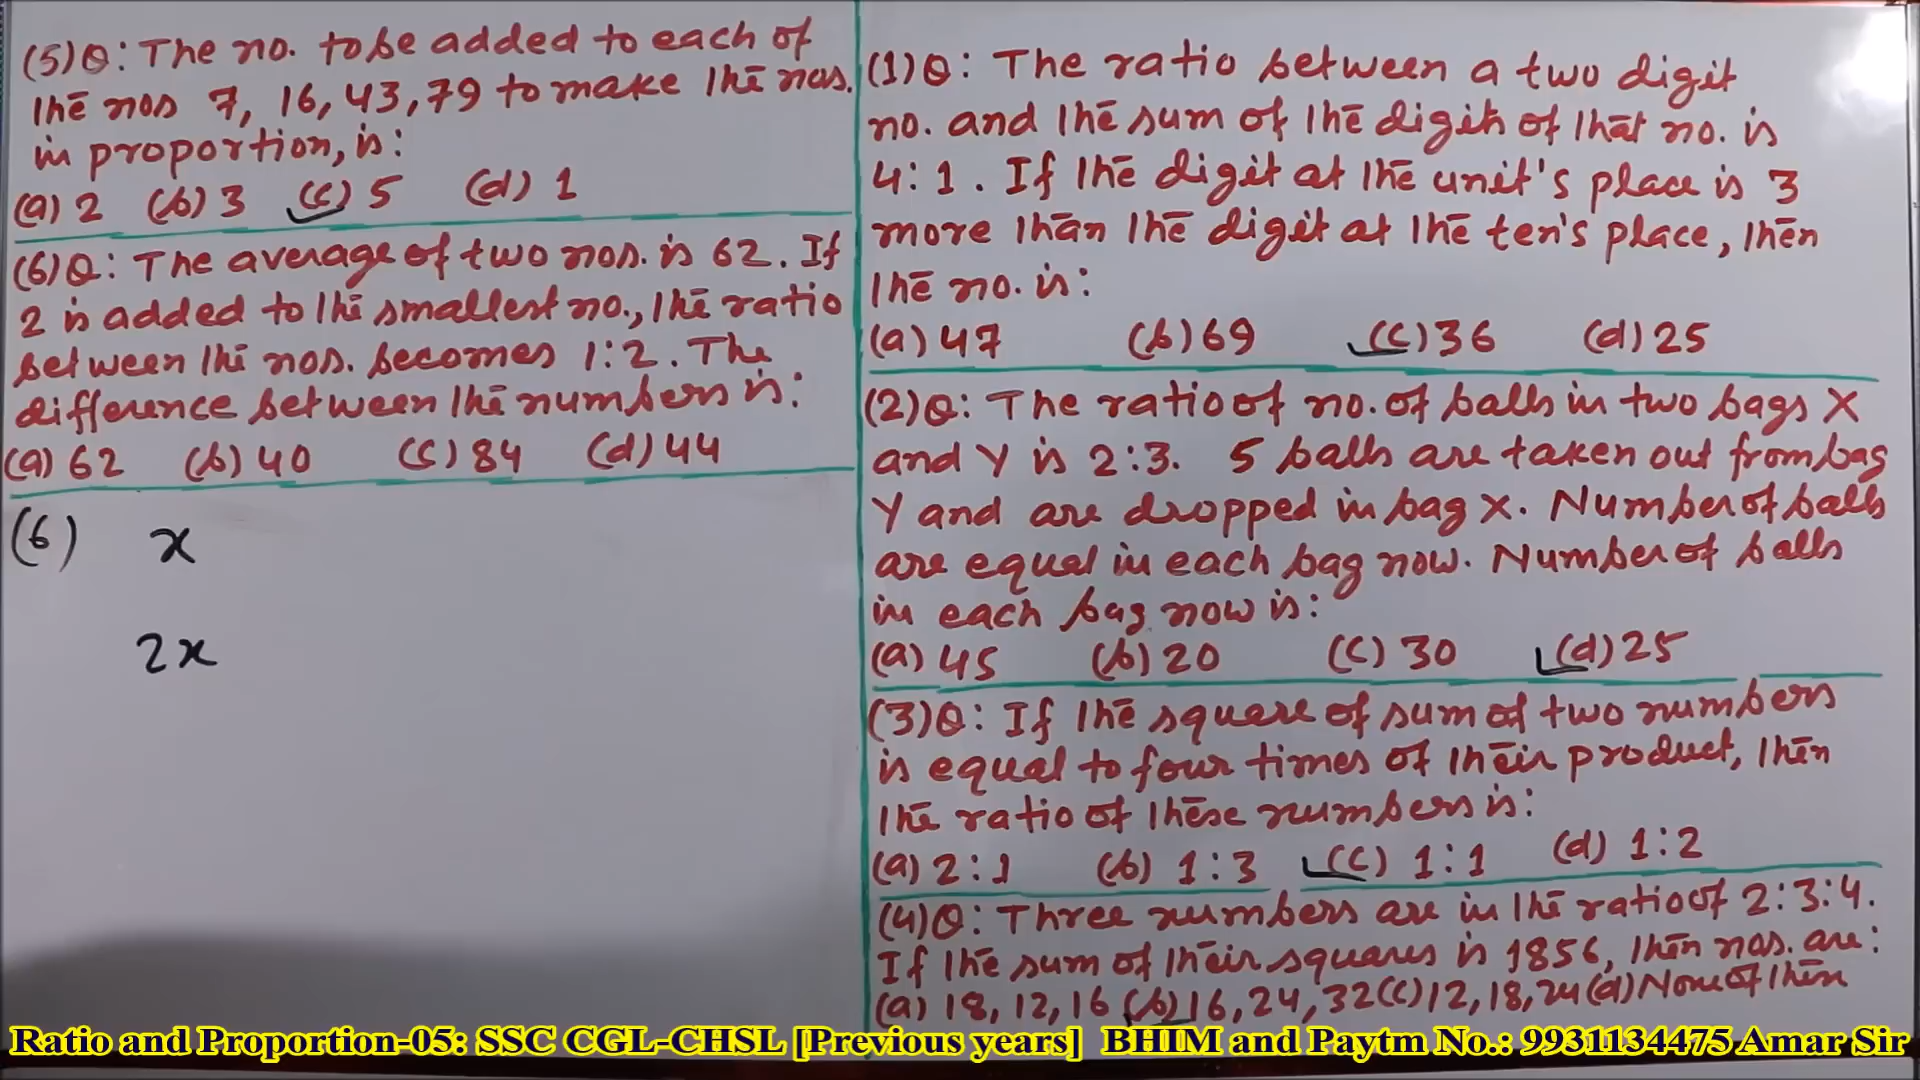 (5)Q: The no. to be added to each of
the nos 7, 16, 43, 79 to make the nos.
in proportion, is:
(a) 2 (b) 3 (c) 5 (d) 1
(6)Q: The average of two nos. is 62. If
2 is added to the smallest no., the ratio
between the nos. becomes 1:2. The
difference between the numbers is:
(a) 62 (b) 40 (c) 84 (d) 44
(6) x
2x
(1)Q: The ratio between a two digit
no. and the sum of the digits of that no. is
4:1. If the digit at the unit's place is 3
more than the digit at the ten's place, then
the no. is:
(a) 47 (b) 69 (c) 36 (d) 25
(2)Q: The ratio of no. of balls in two bags X
and Y is 2:3. 5 balls are taken out from bag
Y and are dropped in bag X. Number of balls
are equal in each bag now. Number of balls
in each bag now is:
(a) 45 (b) 20 (c) 30 (d) 25
(3)Q: If the square of sum of two numbers
is equal to four times of their product, then
the ratio of these numbers is:
(a) 2:1 (b) 1:3 (c) 1:1 (d) 1:2
(4)Q: Three numbers are in the ratio of 2:3:4.
If the sum of their squares is 1856, then nos. are:
(a) 18, 12, 16 (b) 16, 24, 32 (c) 12, 18, 24 (d) None of them
Ratio and Proportion-05: SSC CGL-CHSL [Previous years] BHIM and Paytm No.: 9931134475 Amar Sir